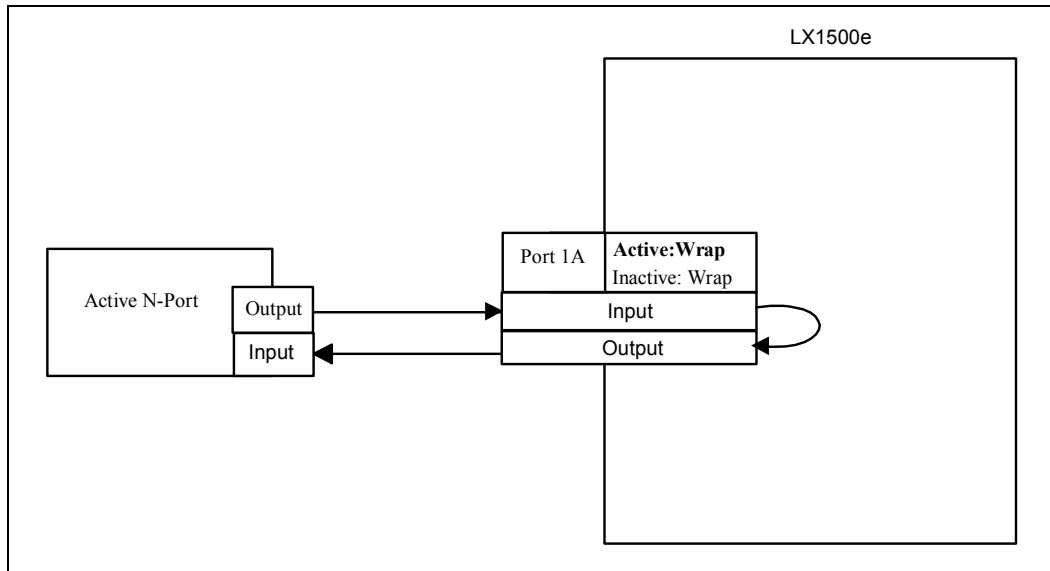 LX1500e
Port 1A
Active:Wrap
Inactive: Wrap
Active N-Port
Output
Input
Input
Output